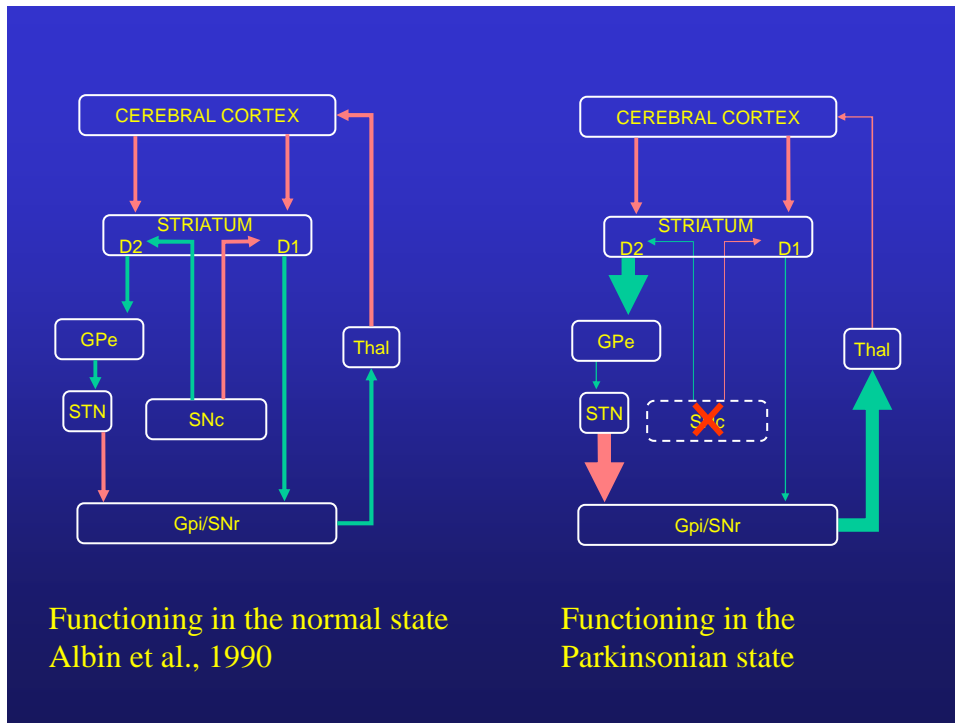 CEREBRAL CORTEX
STRIATUM
D2 D1
GPe
Thal
STN
SNc
Gpi/SNr
Functioning in the normal state
Albin et al., 1990
CEREBRAL CORTEX
STRIATUM
D2 D1
GPe
Thal
STN
SNc
Gpi/SNr
Functioning in the
Parkinsonian state